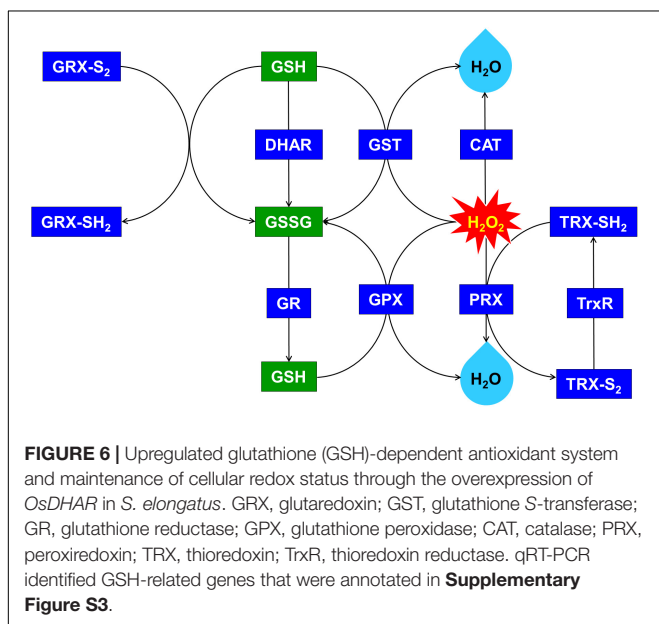 GRX-S₂
GSH
H₂O
DHAR
GST
CAT
GRX-SH₂
GSSG
H₂O₂
TRX-SH₂
GR
GPX
PRX
TrxR
GSH
H₂O
TRX-S₂
FIGURE 6 | Upregulated glutathione (GSH)-dependent antioxidant system
and maintenance of cellular redox status through the overexpression of
OsDHAR in S. elongatus. GRX, glutaredoxin; GST, glutathione S-transferase;
GR, glutathione reductase; GPX, glutathione peroxidase; CAT, catalase; PRX,
peroxiredoxin; TRX, thioredoxin; TrxR, thioredoxin reductase. qRT-PCR
identified GSH-related genes that were annotated in Supplementary
Figure S3.